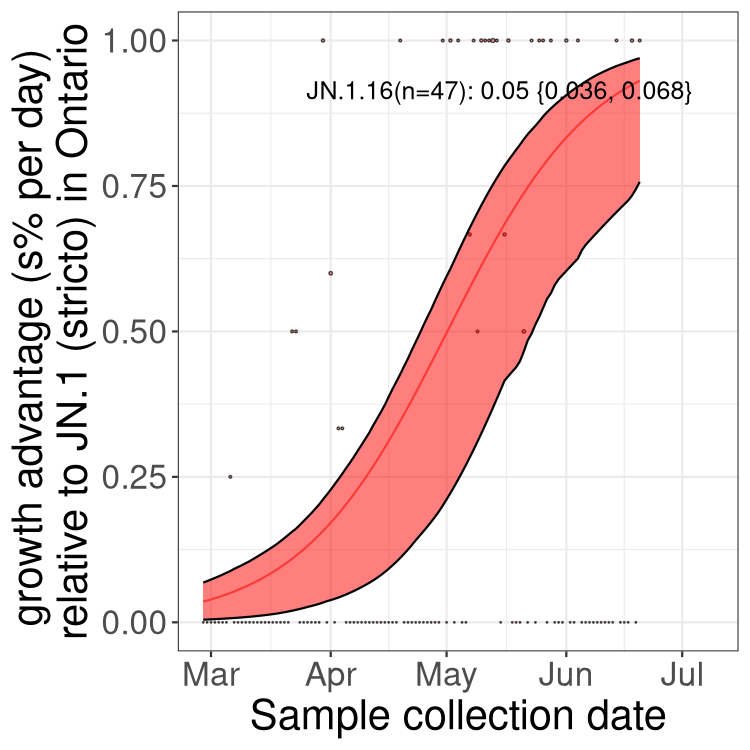 growth advantage (s% per day)
relative to JN.1 (stricto) in Ontario
1.00
0.75
0.50
0.25
0.00
JN.1.16(n=47): 0.05 {0.036, 0.068}
Mar Apr May Jun Jul
Sample collection date